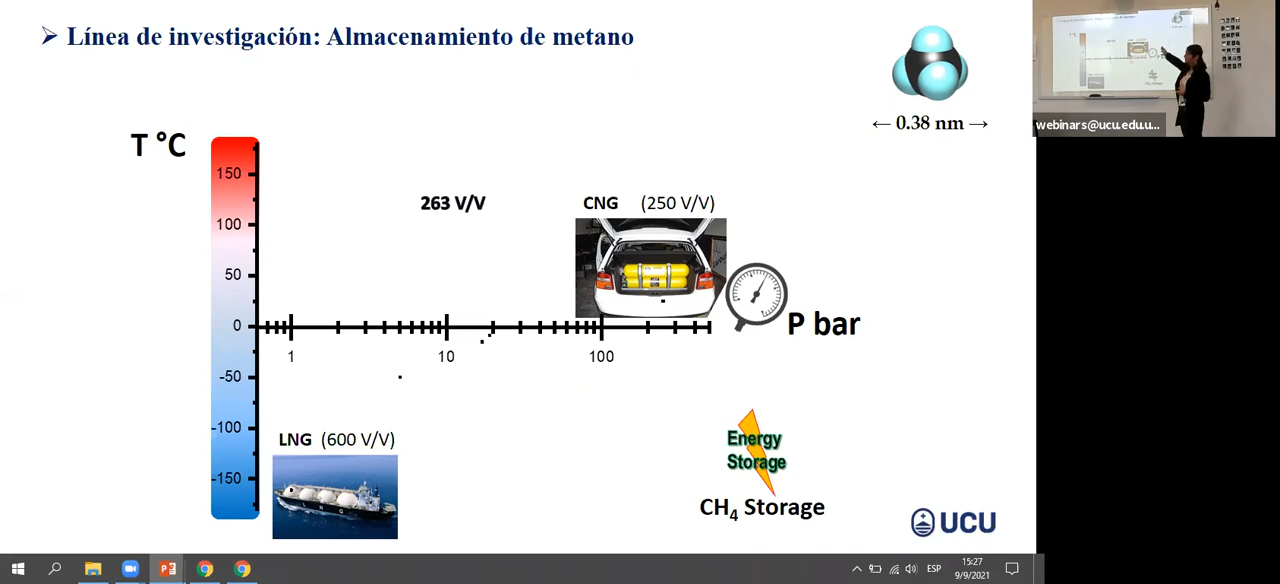 ➢ Línea de investigación: Almacenamiento de metano
← 0.38 nm →
webinars@ucu.edu.u...
T °C
150
100
50
0
-50
-100
-150
263 V/V
CNG (250 V/V)
P bar
1
10
100
LNG (600 V/V)
L N G
Energy
Storage
CH₄ Storage
UCU
ESP
15:27
9/9/2021